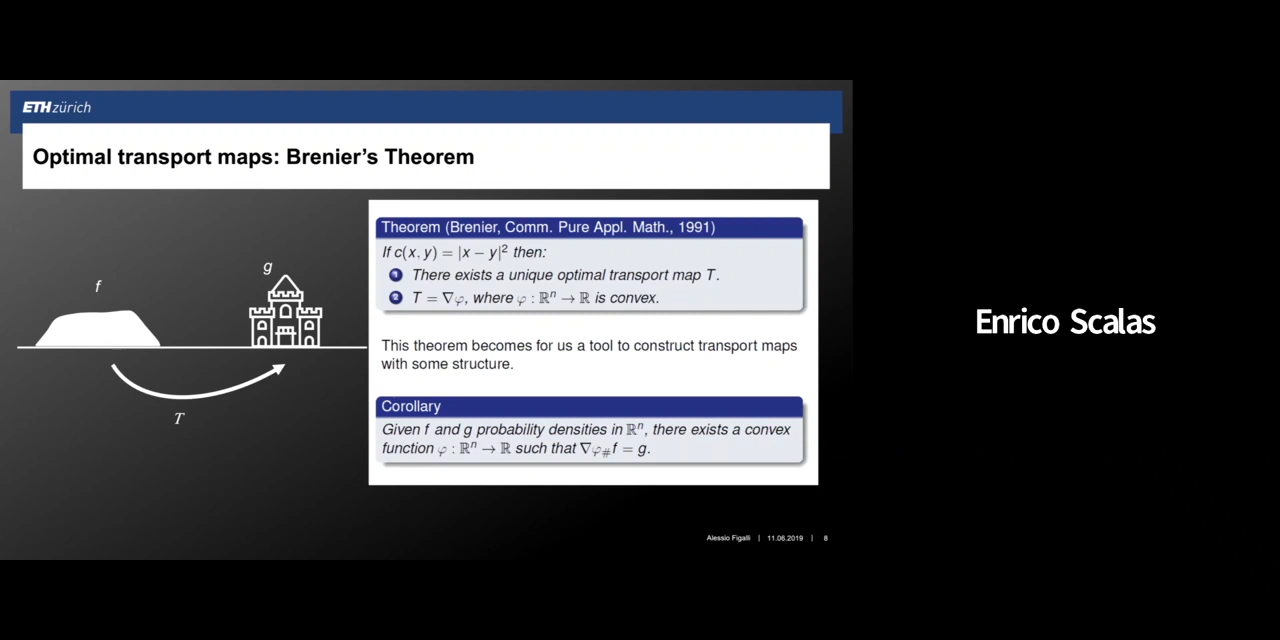 ETH zürich
Optimal transport maps: Brenier's Theorem
f
g
T
Theorem (Brenier, Comm. Pure Appl. Math., 1991)
If c(x, y) = |x − y|² then:
1 There exists a unique optimal transport map T.
2 T = ∇φ, where φ : ℝⁿ → ℝ is convex.
This theorem becomes for us a tool to construct transport maps
with some structure.
Corollary
Given f and g probability densities in ℝⁿ, there exists a convex
function φ : ℝⁿ → ℝ such that ∇φ#f = g.
Alessio Figalli | 11.06.2019 | 8
Enrico Scalas